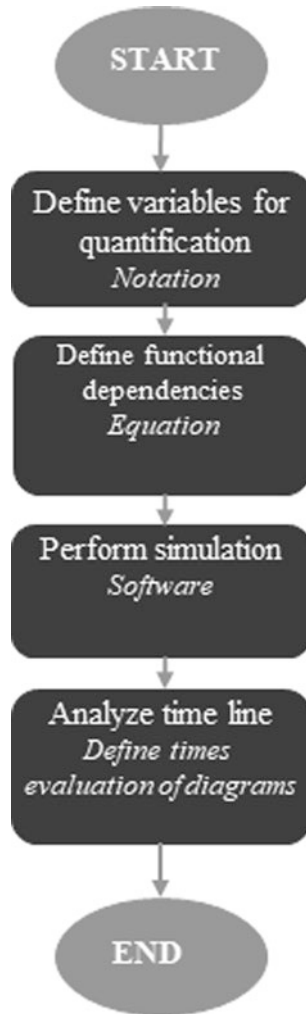 START
Define variables for
quantification
Notation
Define functional
dependencies
Equation
Perform simulation
Software
Analyze time line
Define times
evaluation of diagrams
END